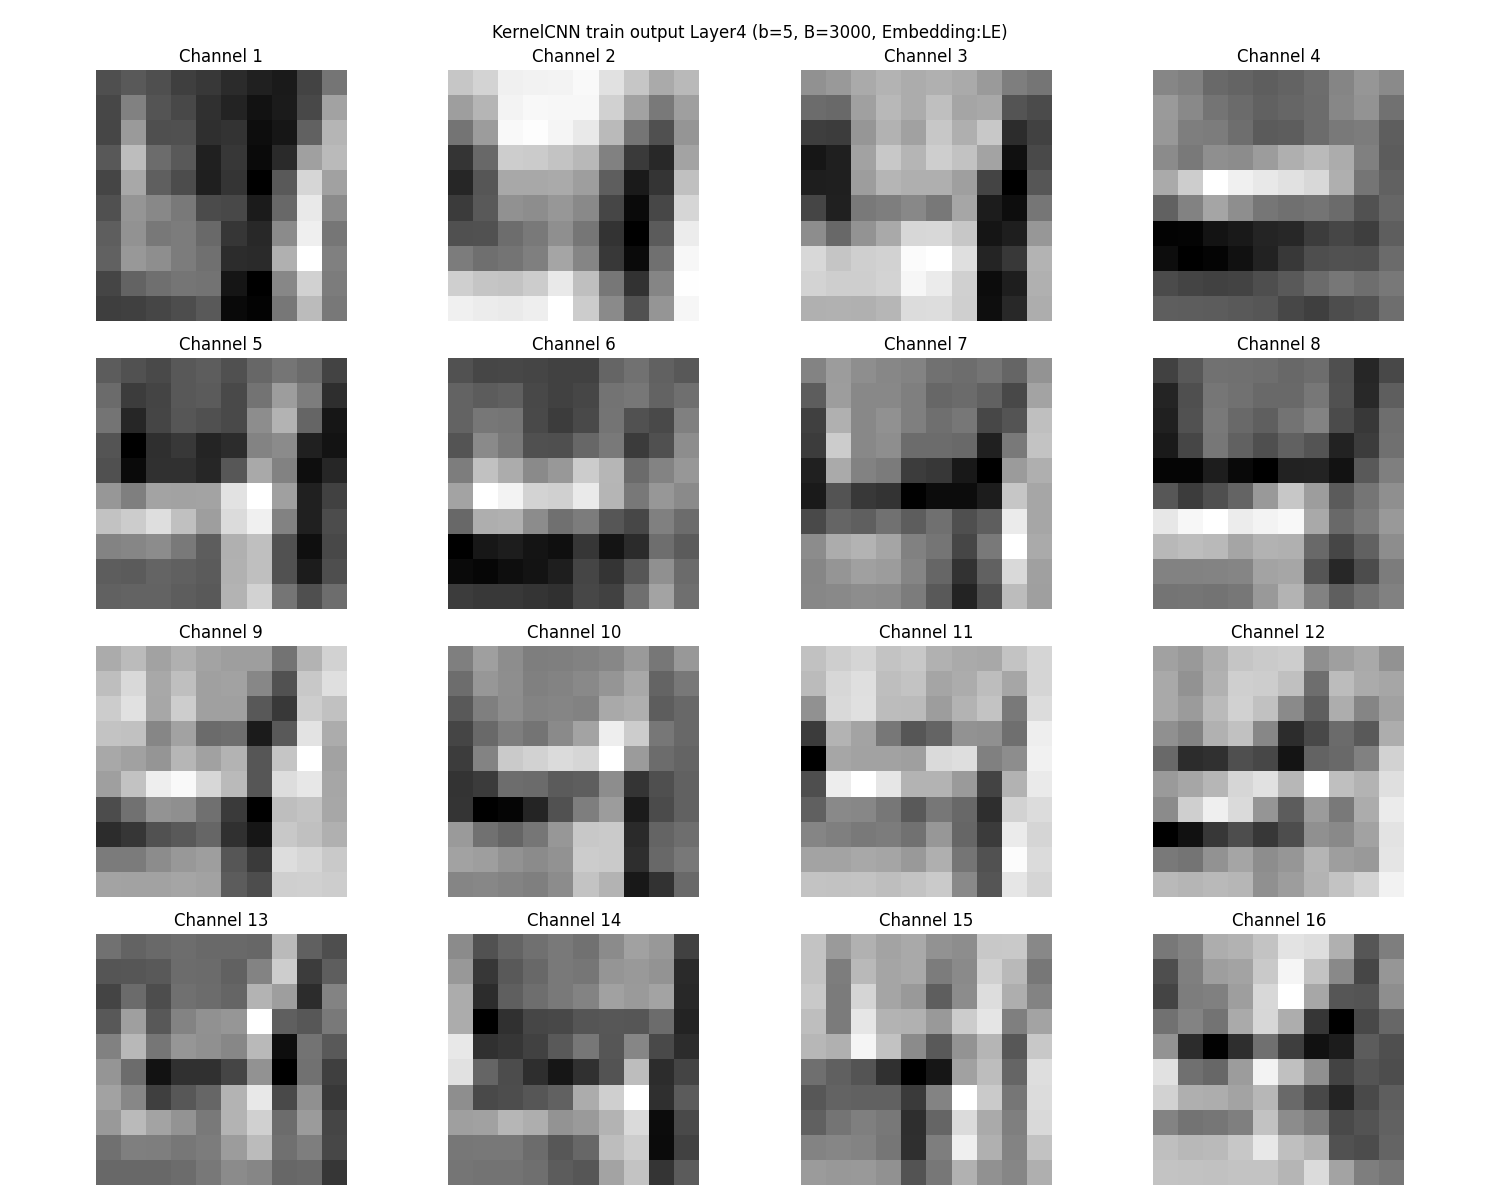 KernelCNN train output Layer4 (b=5, B=3000, Embedding:LE)
Channel 1
Channel 2
Channel 3
Channel 4
Channel 5
Channel 6
Channel 7
Channel 8
Channel 9
Channel 10
Channel 11
Channel 12
Channel 13
Channel 14
Channel 15
Channel 16